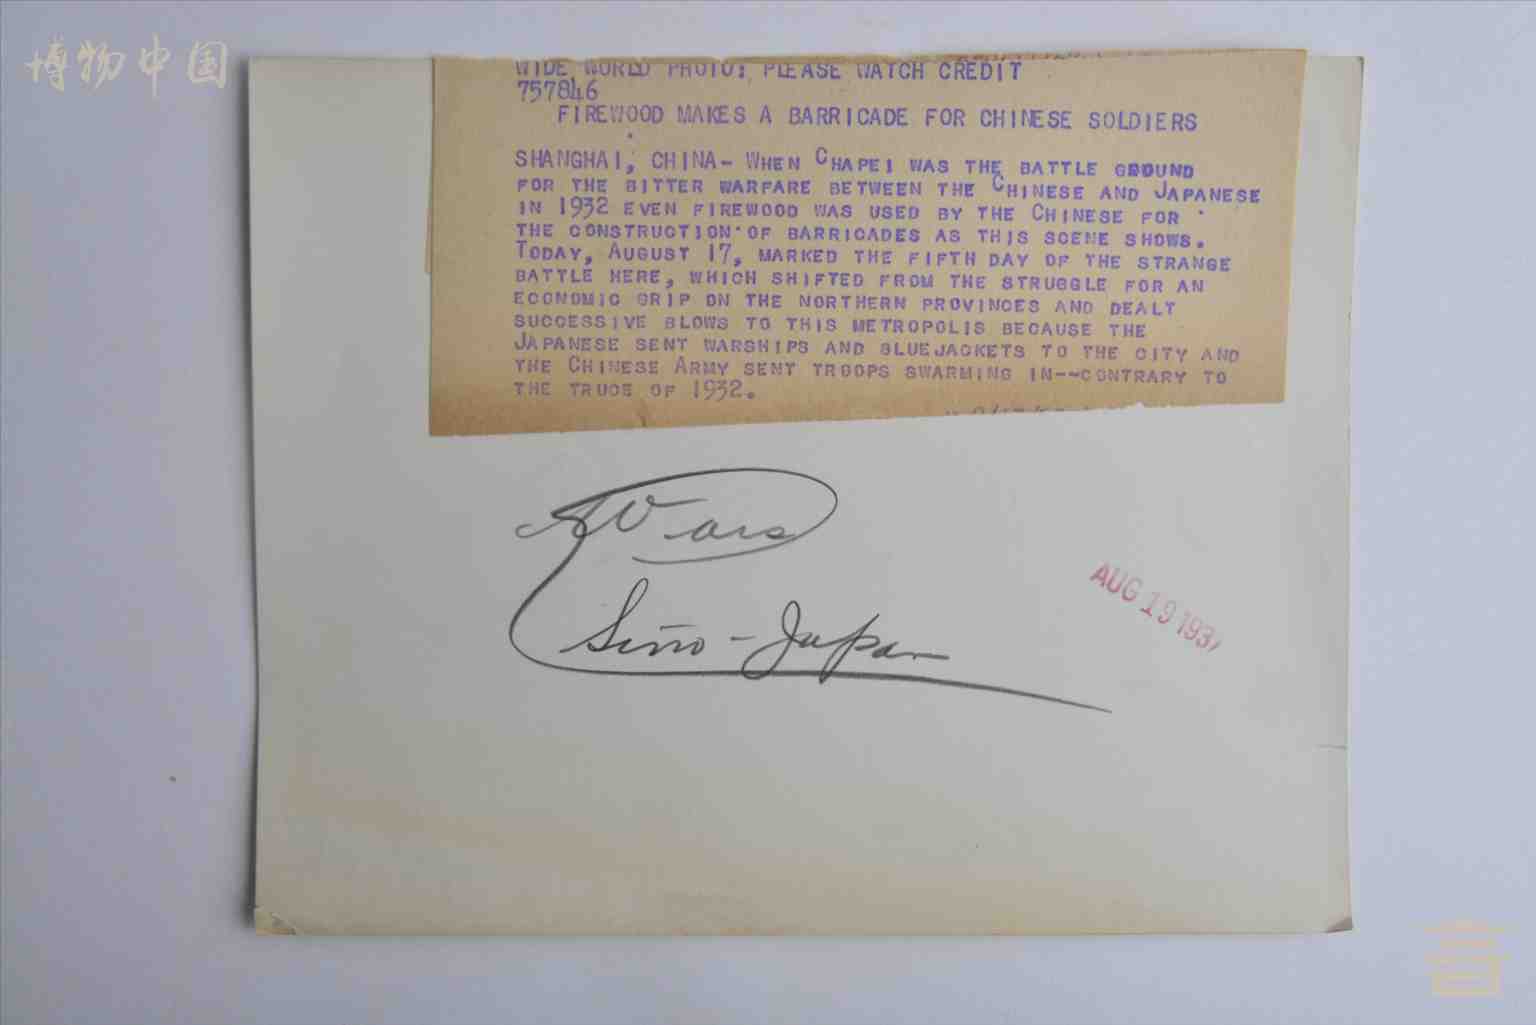 博物中国
WIDE WORLD PHOTO: PLEASE WATCH CREDIT
757846
FIREWOOD MAKES A BARRICADE FOR CHINESE SOLDIERS
SHANGHAI, CHINA- WHEN CHAPEI WAS THE BATTLE GROUND
FOR THE BITTER WARFARE BETWEEN THE CHINESE AND JAPANESE
IN 1932 EVEN FIREWOOD WAS USED BY THE CHINESE FOR
THE CONSTRUCTION OF BARRICADES AS THIS SCENE SHOWS.
TODAY, AUGUST 17, MARKED THE FIFTH DAY OF THE STRANGE
BATTLE HERE, WHICH SHIFTED FROM THE STRUGGLE FOR AN
ECONOMIC GRIP ON THE NORTHERN PROVINCES AND DEALT
SUCCESSIVE BLOWS TO THIS METROPOLIS BECAUSE THE
JAPANESE SENT WARSHIPS AND BLUEJACKETS TO THE CITY AND
THE CHINESE ARMY SENT TROOPS SWARMING IN--CONTRARY TO
THE TRUCE OF 1932.
Wars
Sino-Japan
AUG 19 1937